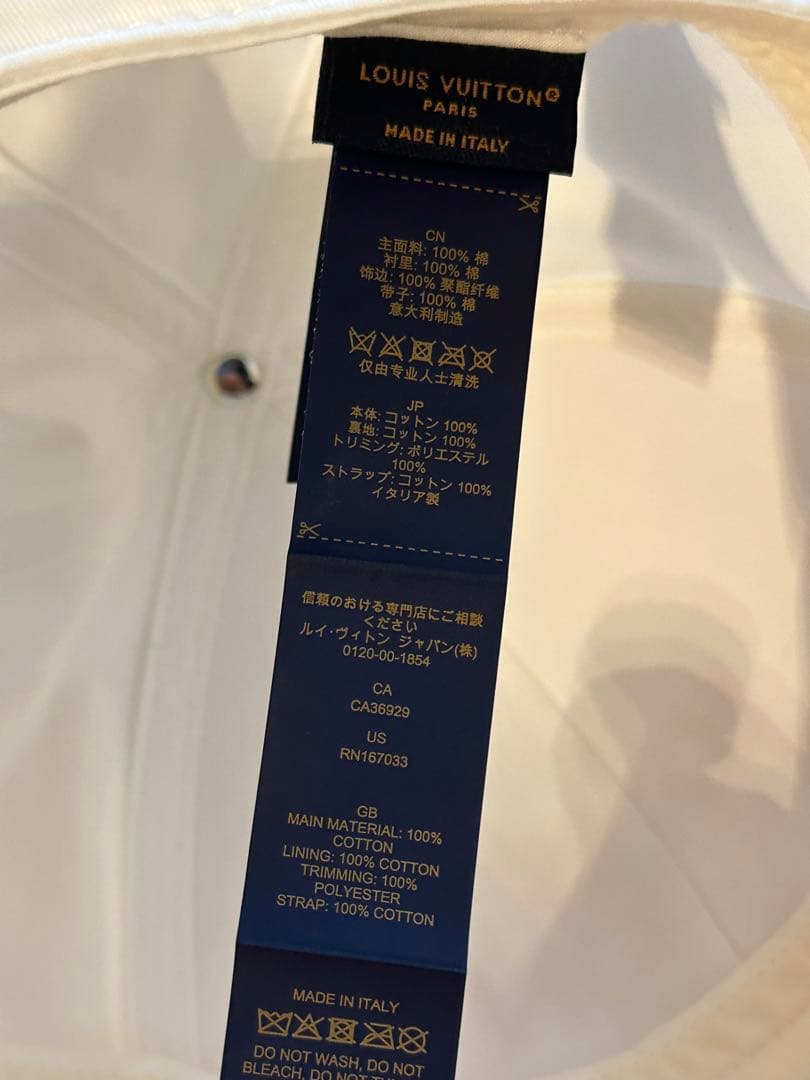 LOUIS VUITTON®
PARIS
MADE IN ITALY
CN
主面料: 100% 棉
衬里: 100% 棉
饰边: 100% 聚酯纤维
带子: 100% 棉
意大利制造
仅由专业人士清洗
JP
本体: コットン 100%
裏地: コットン 100%
トリミング: ポリエステル
100%
ストラップ: コットン 100%
イタリア製
信頼のおける専門店にご相談
ください
ルイ・ヴィトン ジャパン(株)
0120-00-1854
CA
CA36929
US
RN167033
GB
MAIN MATERIAL: 100%
COTTON
LINING: 100% COTTON
TRIMMING: 100%
POLYESTER
STRAP: 100% COTTON
MADE IN ITALY
DO NOT WASH, DO NOT
BLEACH, DO NOT